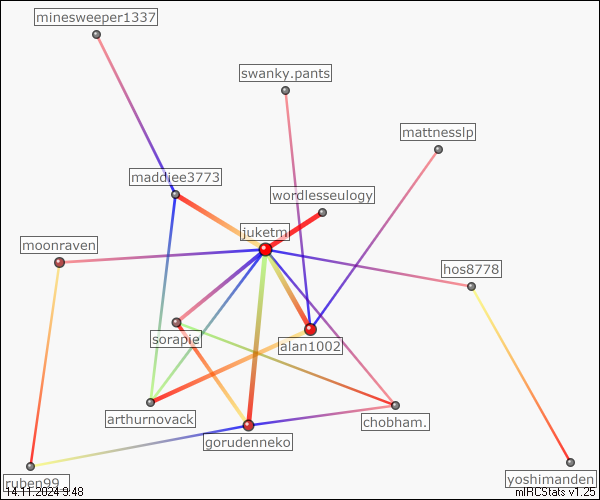 minesweeper1337
swanky.pants
mattnesslp
maddiee3773
wordlesseulogy
juketm
moonraven
hos8778
sorapie
alan1002
arthurnovack
chobham.
gorudenneko
ruben99_
yoshimanden
14.11.2024 9:48
mIRCStats v1.25